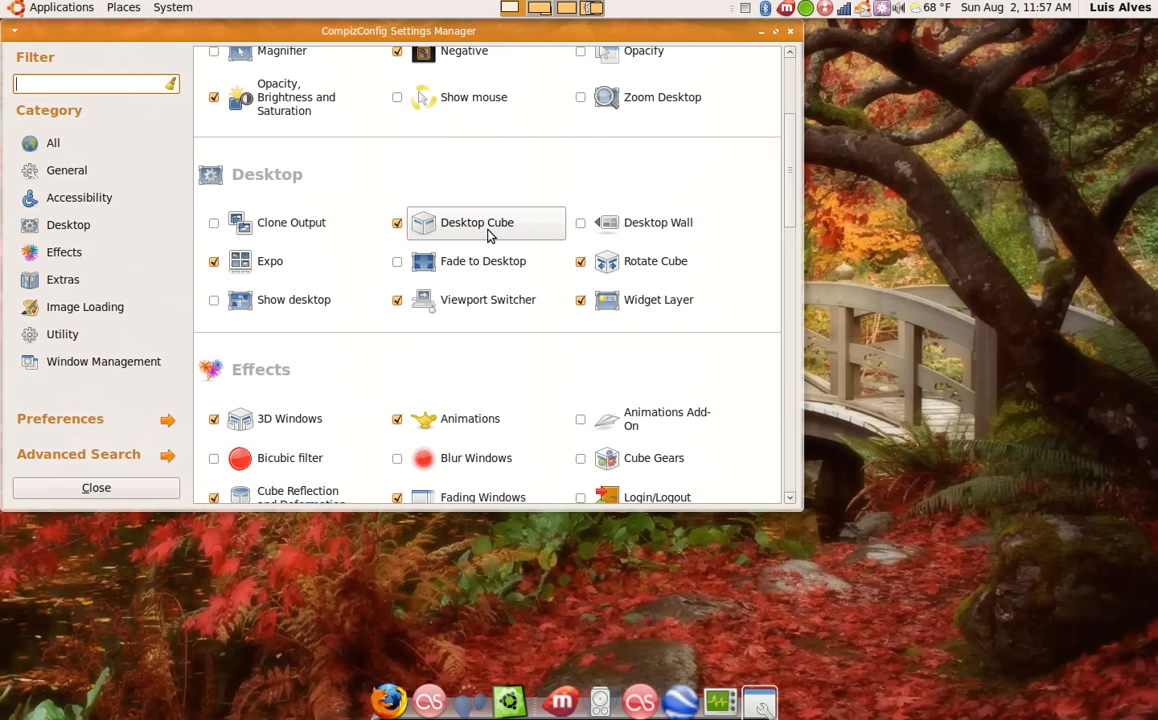 Applications Places System 68 °F Sun Aug 2, 11:57 AM Luis Alves
CompizConfig Settings Manager
Filter
Category
All
General
Accessibility
Desktop
Effects
Extras
Image Loading
Utility
Window Management
Preferences
Advanced Search
Close
Magnifier Negative Opacify
Opacity,
Brightness and
Saturation
Show mouse Zoom Desktop
Desktop
Clone Output Desktop Cube Desktop Wall
Expo Fade to Desktop Rotate Cube
Show desktop Viewport Switcher Widget Layer
Effects
3D Windows Animations Animations Add-
On
Bicubic filter Blur Windows Cube Gears
Cube Reflection
and Deformation
Fading Windows Login/Logout